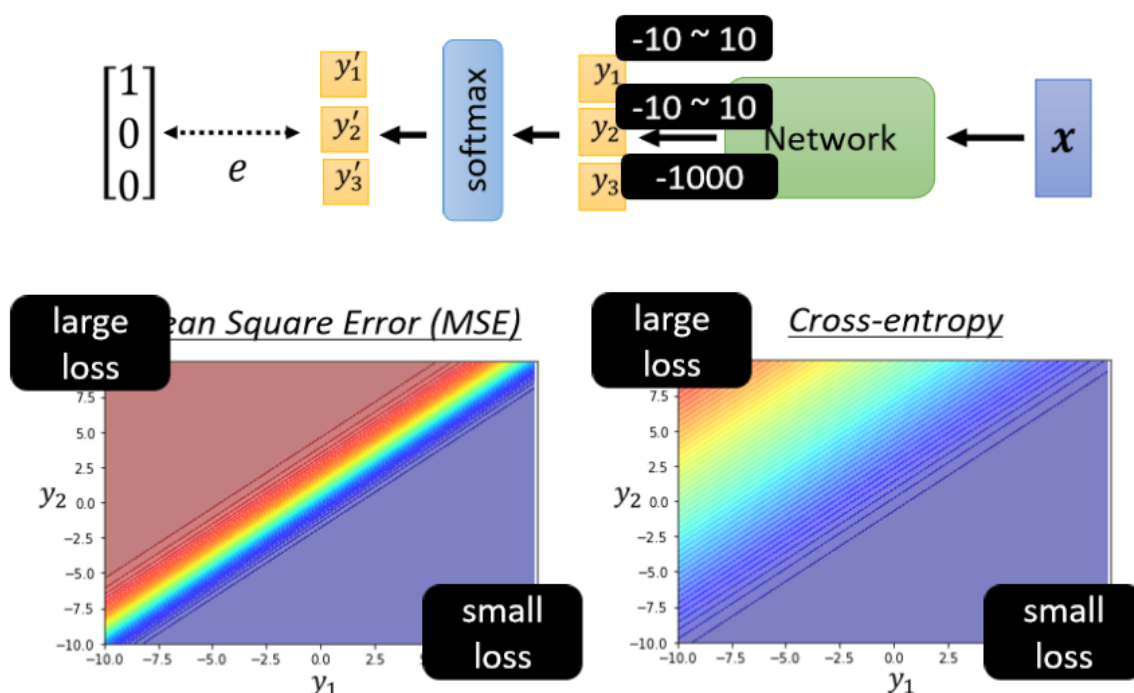 -10 ~ 10
[1 0 0]
y₁′
y₂′
y₃′
e
softmax
y₁
y₂
y₃
-10 ~ 10
-1000
Network
x
large
loss
ean Square Error (MSE)
7.5
5.0
2.5
0.0
−2.5
−5.0
−7.5
−10.0
y₂
−10.0 −7.5 −5.0 −2.5 0.0 2.5
y₁
small
loss
large
loss
Cross-entropy
7.5
5.0
2.5
0.0
−2.5
−5.0
−7.5
−10.0
y₂
−10.0 −7.5 −5.0 −2.5 0.0 2.5
y₁
small
loss